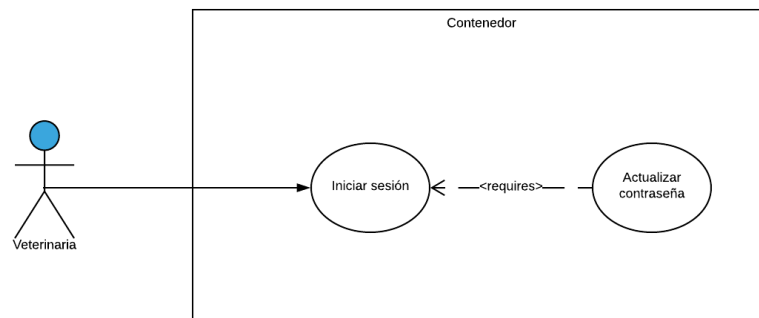 Contenedor
Iniciar sesión
<requires>
Actualizar
contraseña
Veterinaria